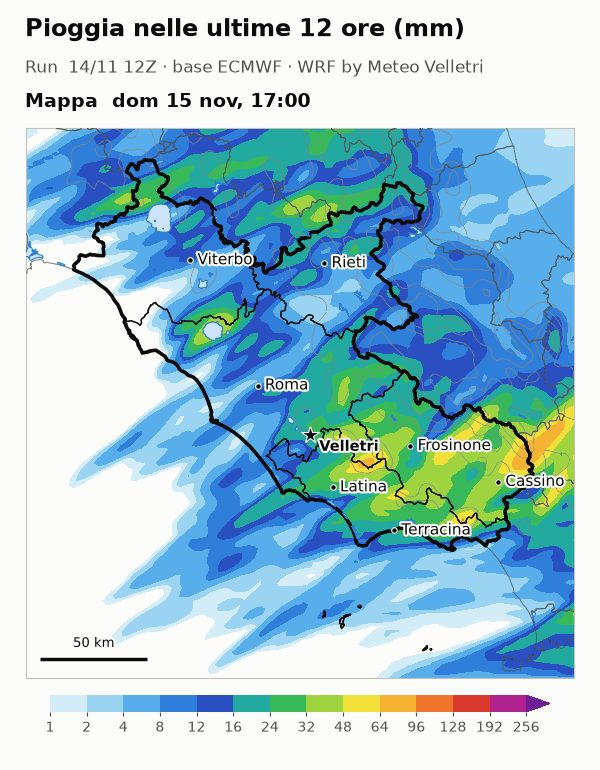 Pioggia nelle ultime 12 ore (mm)
Run  14/11 12Z · base ECMWF · WRF by Meteo Velletri
Mappa  dom 15 nov, 17:00
Viterbo
Rieti
Roma
Velletri
Frosinone
Latina
Cassino
Terracina
50 km
1 2 4 8 12 16 24 32 48 64 96 128 192 256